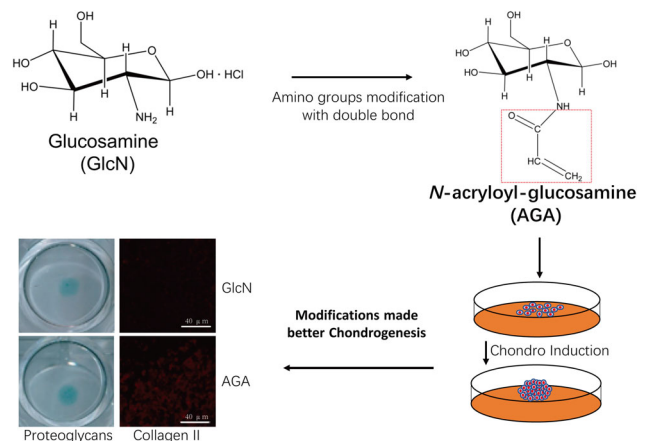 OH
H
H
O
HO
HO
OH · HCl
H
H
H
NH₂
Glucosamine
(GlcN)
Amino groups modification
with double bond
OH
H
H
O
HO
HO
OH
H
H
H
NH
O
C
HC
CH₂
N-acryloyl-glucosamine
(AGA)
GlcN
40 μm
AGA
40 μm
Proteoglycans
Collagen II
Modifications made
better Chondrogenesis
Chondro Induction